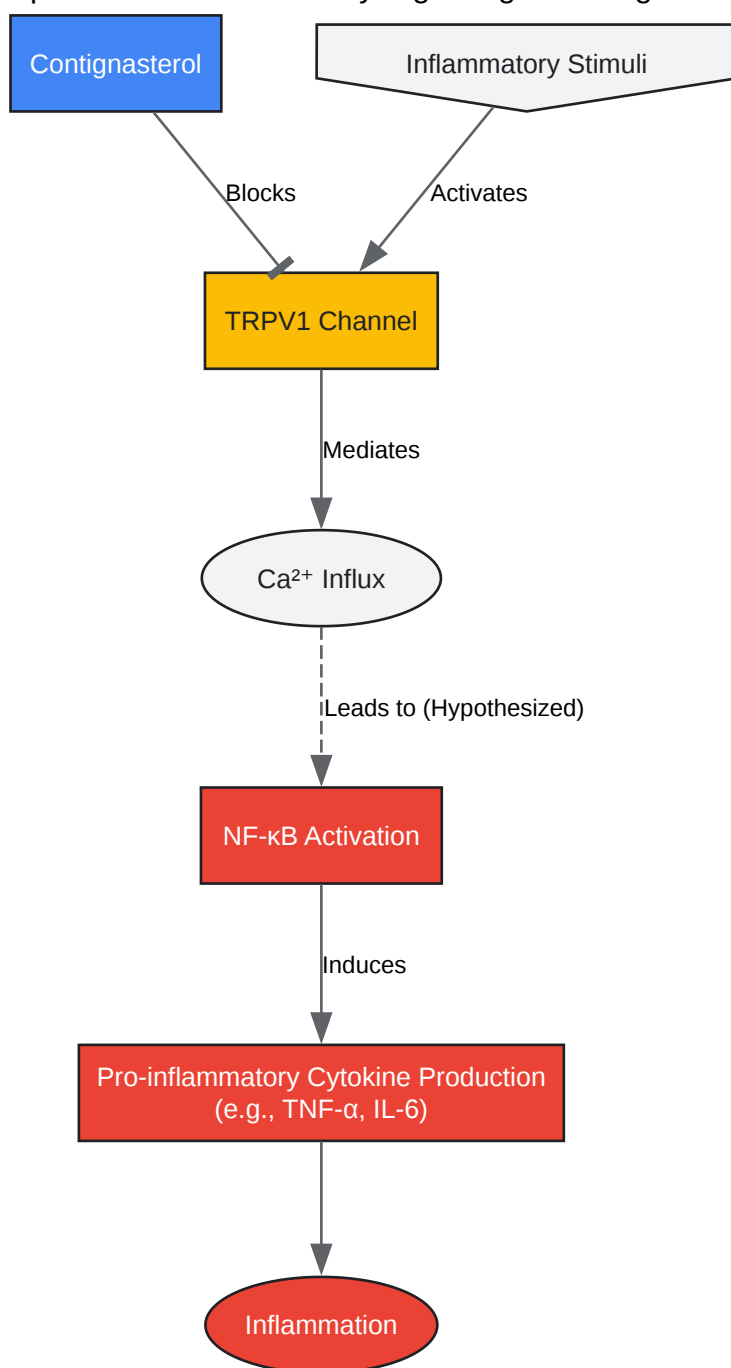 Contignasterol
Inflammatory Stimuli
Blocks
Activates
TRPV1 Channel
Mediates
Ca²⁺ Influx
Leads to (Hypothesized)
NF-κB Activation
Induces
Pro-inflammatory Cytokine Production
(e.g., TNF-α, IL-6)
Inflammation